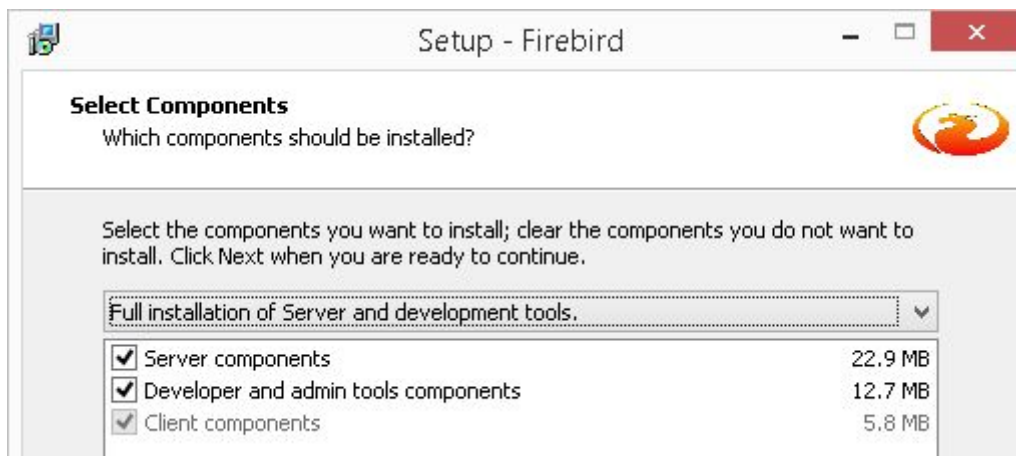 Setup - Firebird
Select Components
Which components should be installed?
Select the components you want to install; clear the components you do not want to
install. Click Next when you are ready to continue.
Full installation of Server and development tools.
Server components 22.9 MB
Developer and admin tools components 12.7 MB
Client components 5.8 MB